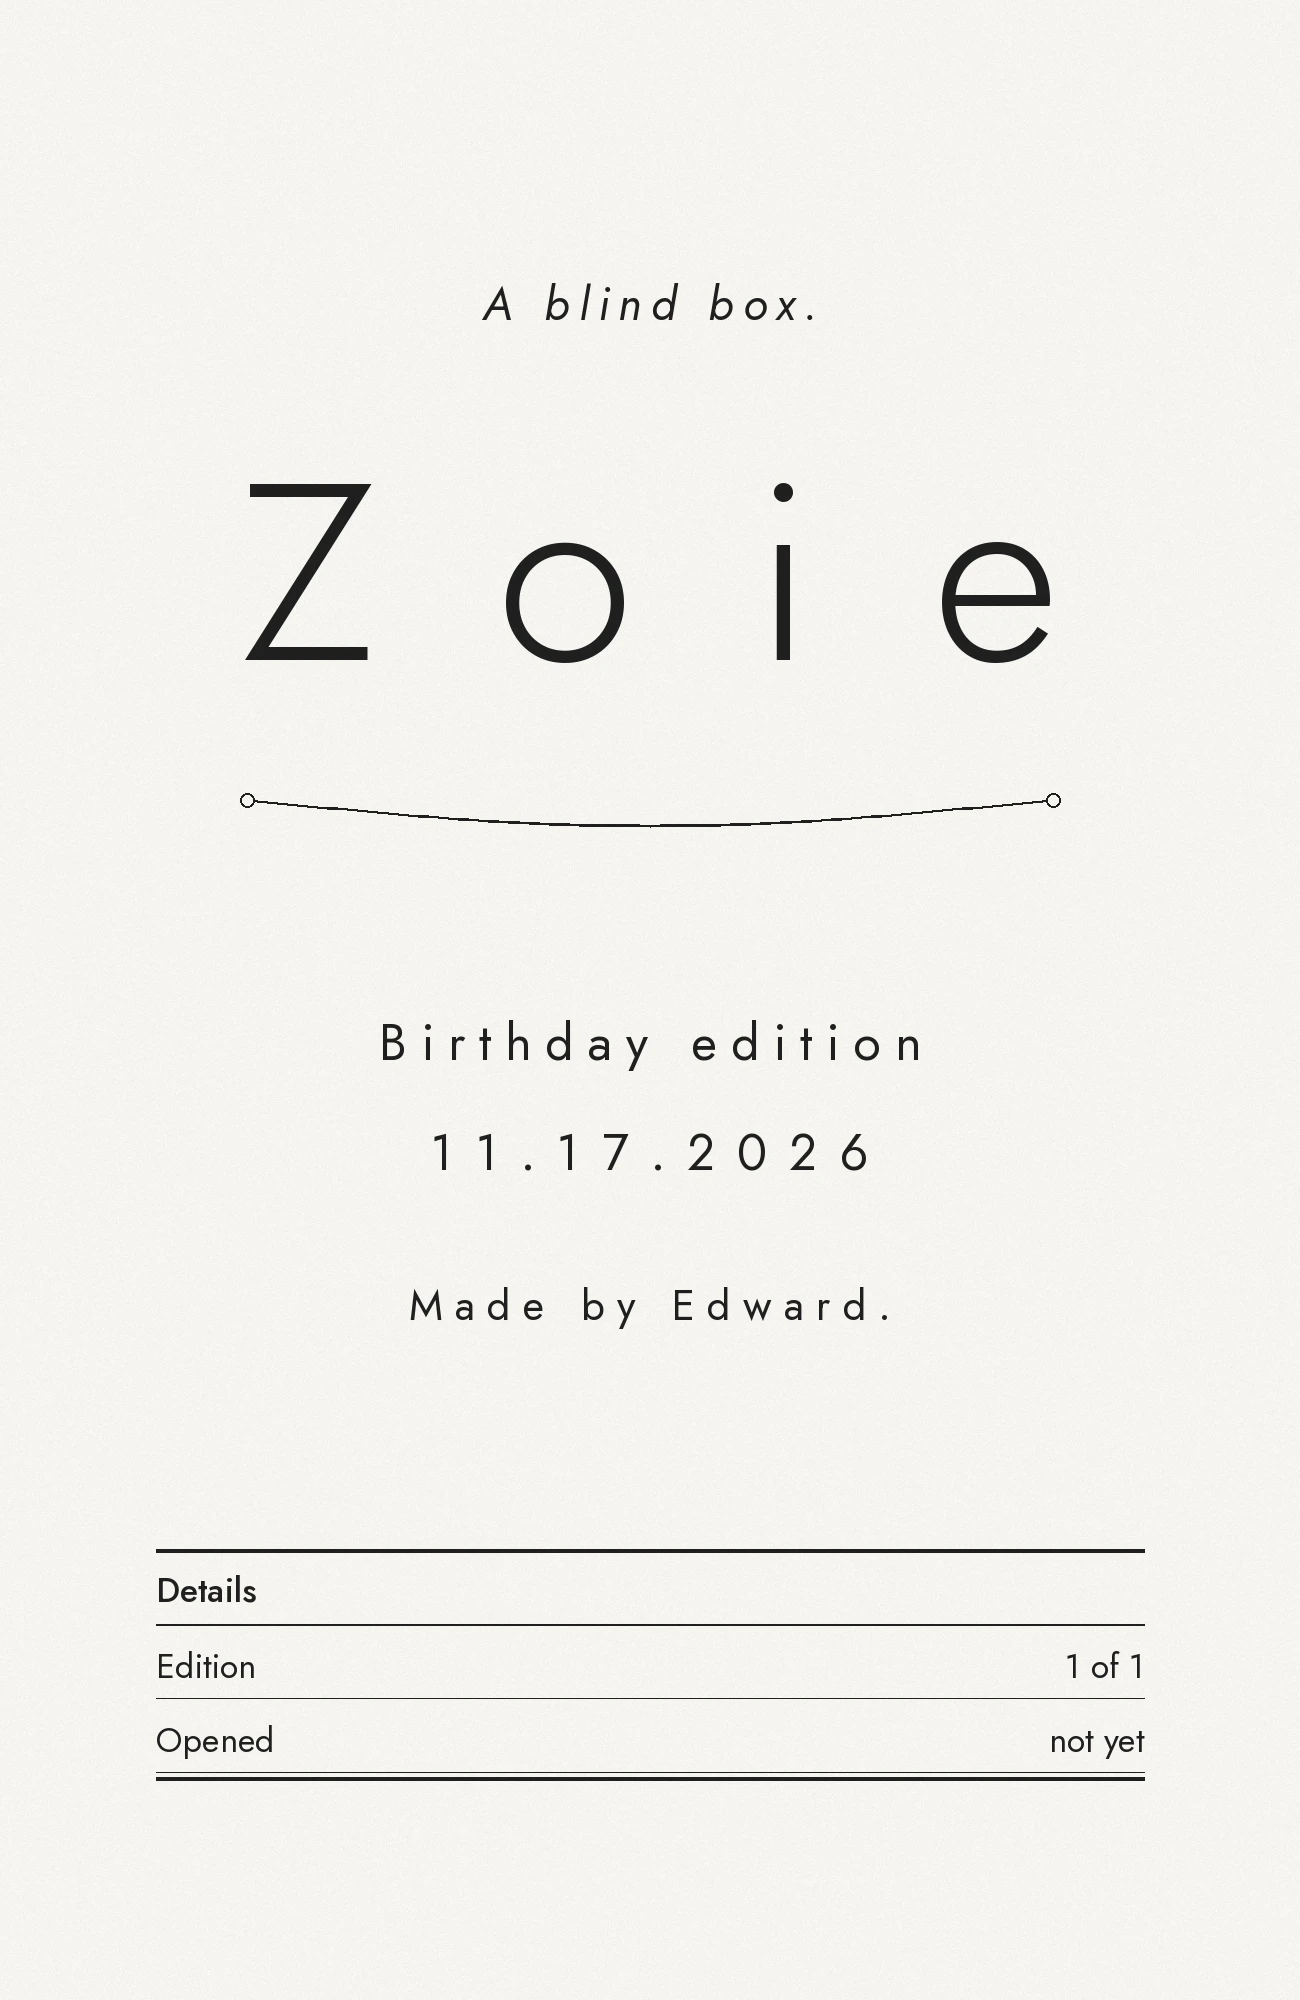 A blind box.
Zoie
Birthday edition
11.17.2026
Made by Edward.
Details
Edition 1 of 1
Opened not yet